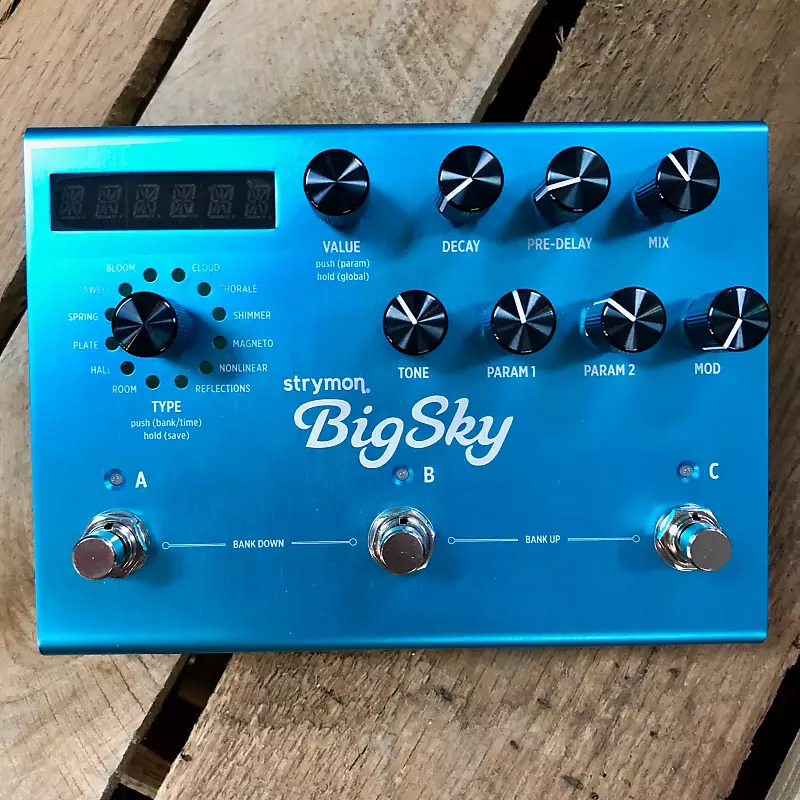 VALUE
push (param)
hold (global)
DECAY
PRE-DELAY
MIX
BLOOM
CLOUD
SWELL
CHORALE
SPRING
SHIMMER
PLATE
MAGNETO
HALL
NONLINEAR
ROOM
REFLECTIONS
TYPE
push (bank/time)
hold (save)
TONE
PARAM 1
PARAM 2
MOD
strymon®
BigSky
A
B
C
BANK DOWN
BANK UP